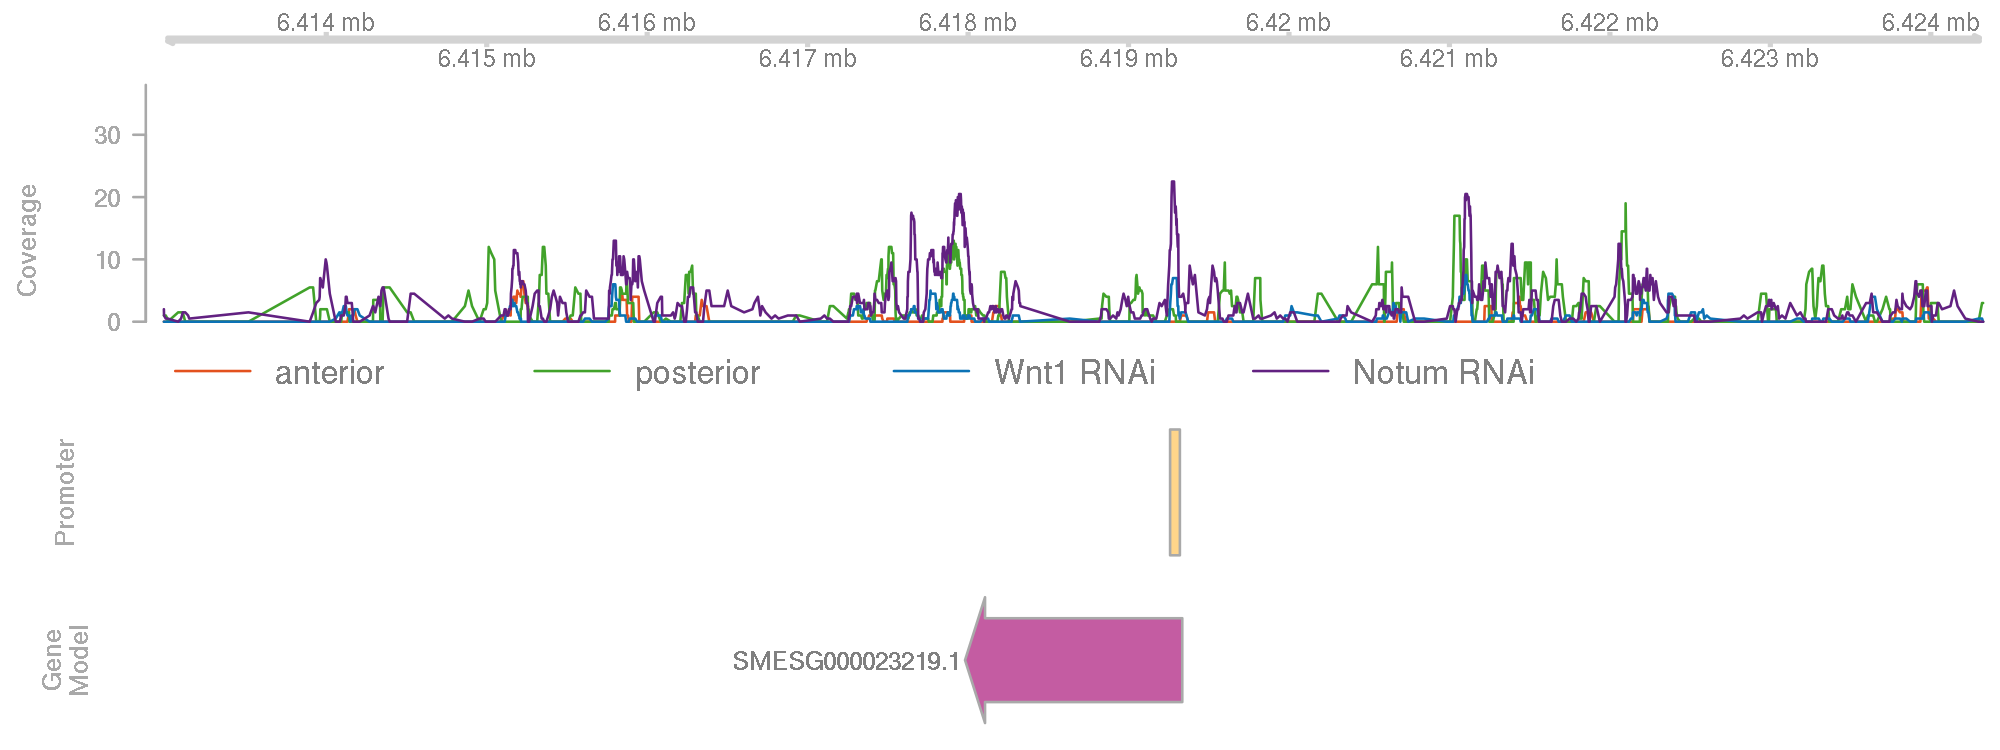 6.414 mb 6.416 mb 6.418 mb 6.42 mb 6.422 mb 6.424 mb
6.415 mb 6.417 mb 6.419 mb 6.421 mb 6.423 mb
Coverage
30
20
10
0
anterior posterior Wnt1 RNAi Notum RNAi
Promoter
Gene
Model
SMESG000023219.1